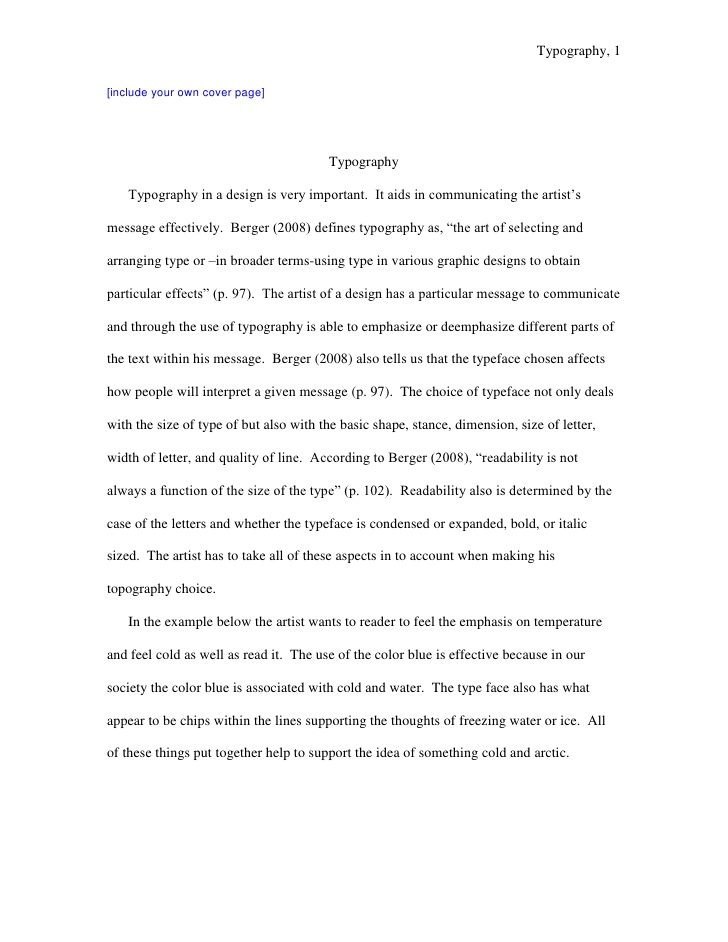 Typography, 1
[include your own cover page]
Typography
Typography in a design is very important.  It aids in communicating the artist’s
message effectively.  Berger (2008) defines typography as, “the art of selecting and
arranging type or –in broader terms-using type in various graphic designs to obtain
particular effects” (p. 97).  The artist of a design has a particular message to communicate
and through the use of typography is able to emphasize or deemphasize different parts of
the text within his message.  Berger (2008) also tells us that the typeface chosen affects
how people will interpret a given message (p. 97).  The choice of typeface not only deals
with the size of type of but also with the basic shape, stance, dimension, size of letter,
width of letter, and quality of line.  According to Berger (2008), “readability is not
always a function of the size of the type” (p. 102).  Readability also is determined by the
case of the letters and whether the typeface is condensed or expanded, bold, or italic
sized.  The artist has to take all of these aspects in to account when making his
topography choice.
In the example below the artist wants to reader to feel the emphasis on temperature
and feel cold as well as read it.  The use of the color blue is effective because in our
society the color blue is associated with cold and water.  The type face also has what
appear to be chips within the lines supporting the thoughts of freezing water or ice.  All
of these things put together help to support the idea of something cold and arctic.